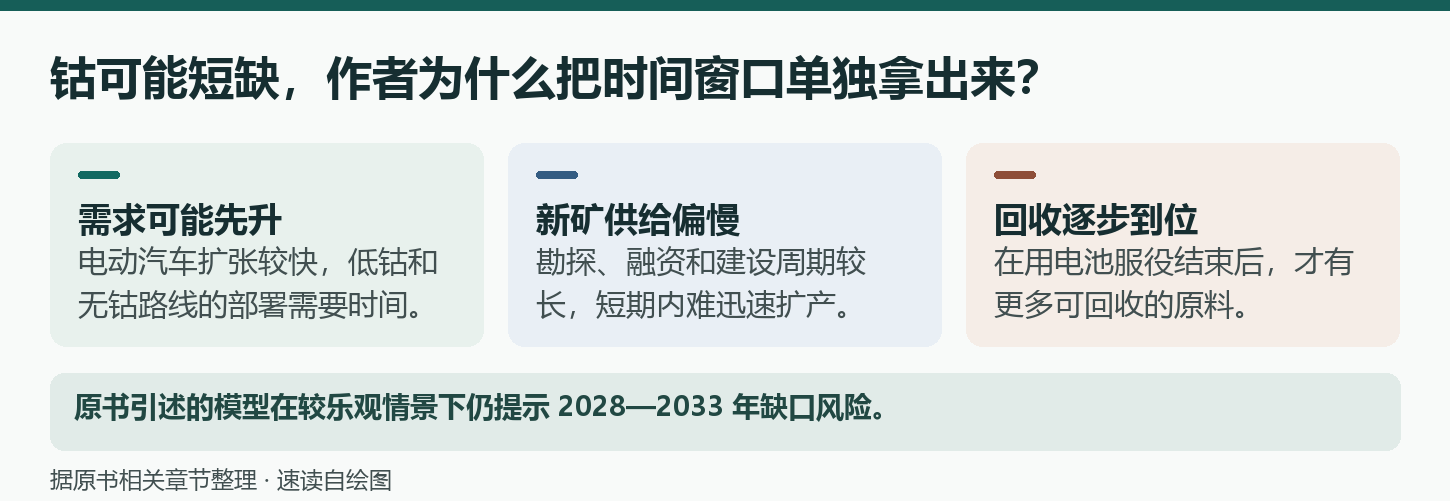 钴可能短缺，作者为什么把时间窗口单独拿出来？
需求可能先升
电动汽车扩张较快，低钴和
无钴路线的部署需要时间。
新矿供给偏慢
勘探、融资和建设周期较
长，短期内难迅速扩产。
回收逐步到位
在用电池服役结束后，才有
更多可回收的原料。
原书引述的模型在较乐观情景下仍提示 2028—2033 年缺口风险。
据原书相关章节整理 · 速读自绘图